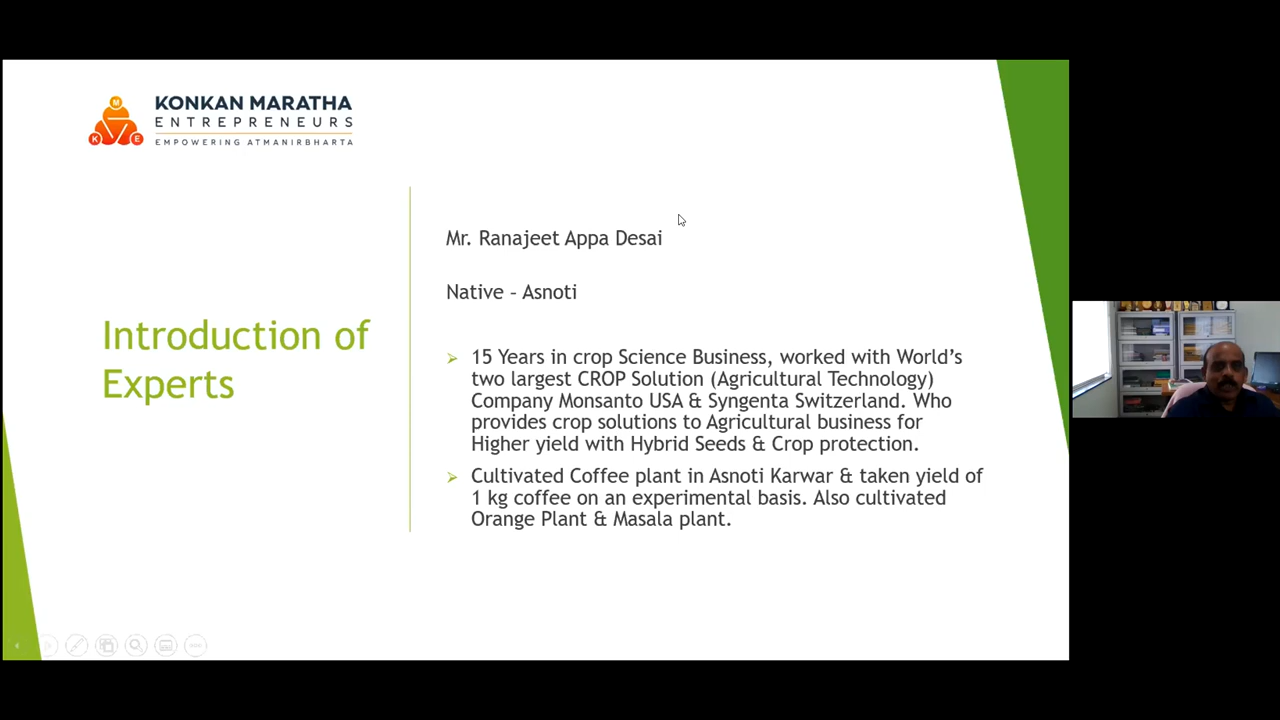 KONKAN MARATHA
ENTREPRENEURS
EMPOWERING ATMANIRBHARTA
M
K E
Introduction of
Experts
Mr. Ranajeet Appa Desai
Native – Asnoti
15 Years in crop Science Business, worked with World’s
two largest CROP Solution (Agricultural Technology)
Company Monsanto USA & Syngenta Switzerland. Who
provides crop solutions to Agricultural business for
Higher yield with Hybrid Seeds & Crop protection.
Cultivated Coffee plant in Asnoti Karwar & taken yield of
1 kg coffee on an experimental basis. Also cultivated
Orange Plant & Masala plant.